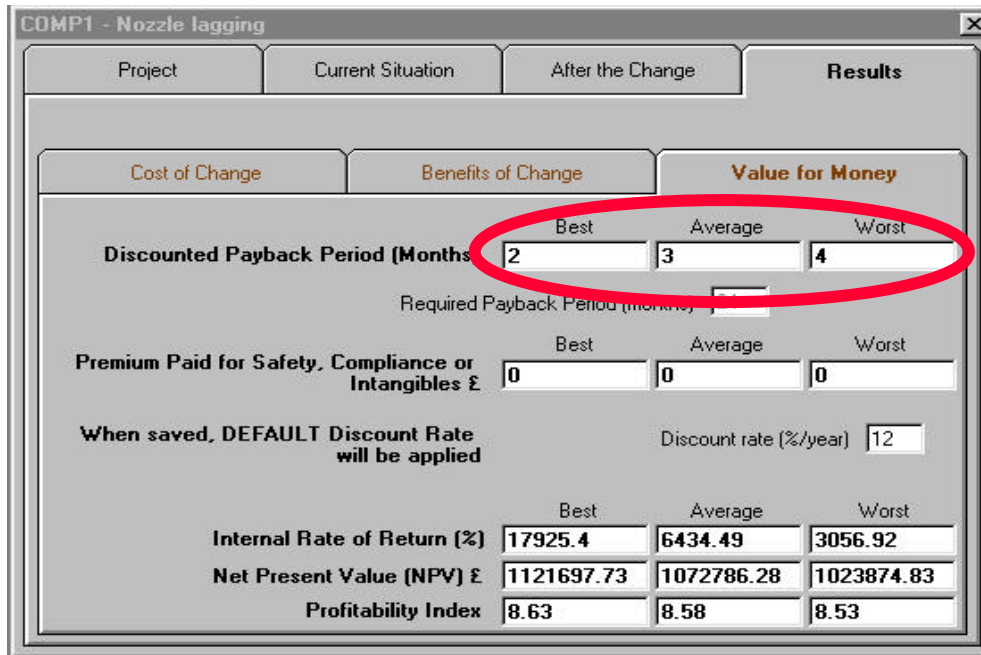 COMP1 - Nozzle lagging
Project Current Situation After the Change Results
Cost of Change Benefits of Change Value for Money
Best Average Worst
Discounted Payback Period (Months 2 3 4
Required Payback Period (months)
Best Average Worst
Premium Paid for Safety, Compliance or
Intangibles £ 0 0 0
When saved, DEFAULT Discount Rate
will be applied
Discount rate (%/year) 12
Best Average Worst
Internal Rate of Return (%) 17925.4 6434.49 3056.92
Net Present Value (NPV) £ 1121697.73 1072786.28 1023874.83
Profitability Index 8.63 8.58 8.53